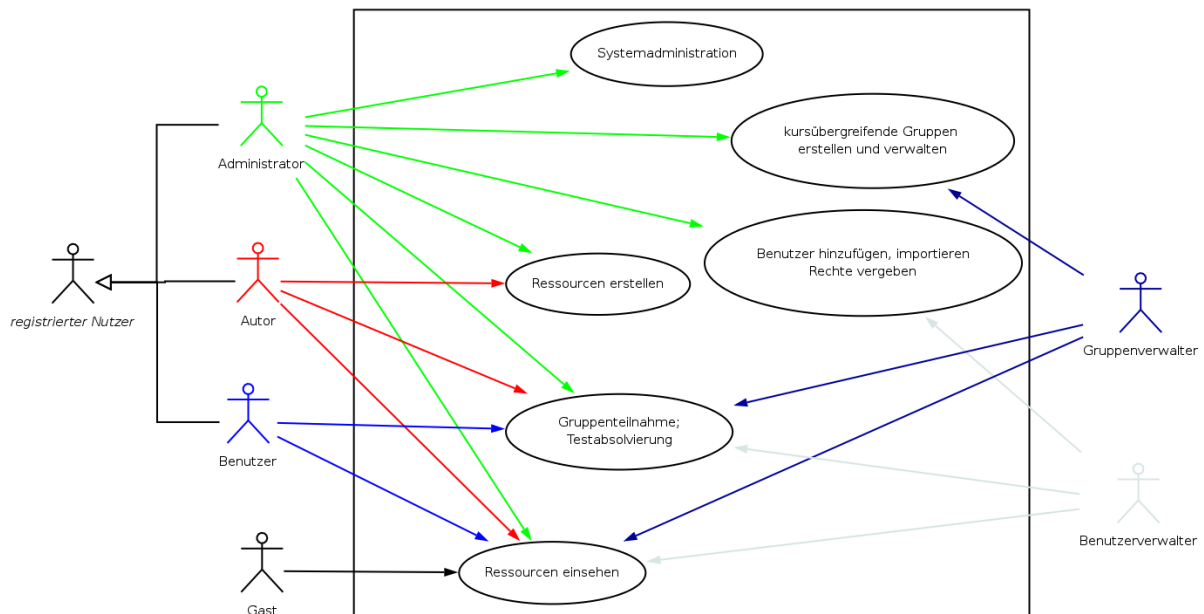 Systemadministration
kursübergreifende Gruppen
erstellen und verwalten
Administrator
Benutzer hinzufügen, importieren
Rechte vergeben
Ressourcen erstellen
registrierter Nutzer
Autor
Gruppenverwalter
Gruppenteilnahme;
Testabsolvierung
Benutzer
Benutzerverwalter
Ressourcen einsehen
Gast